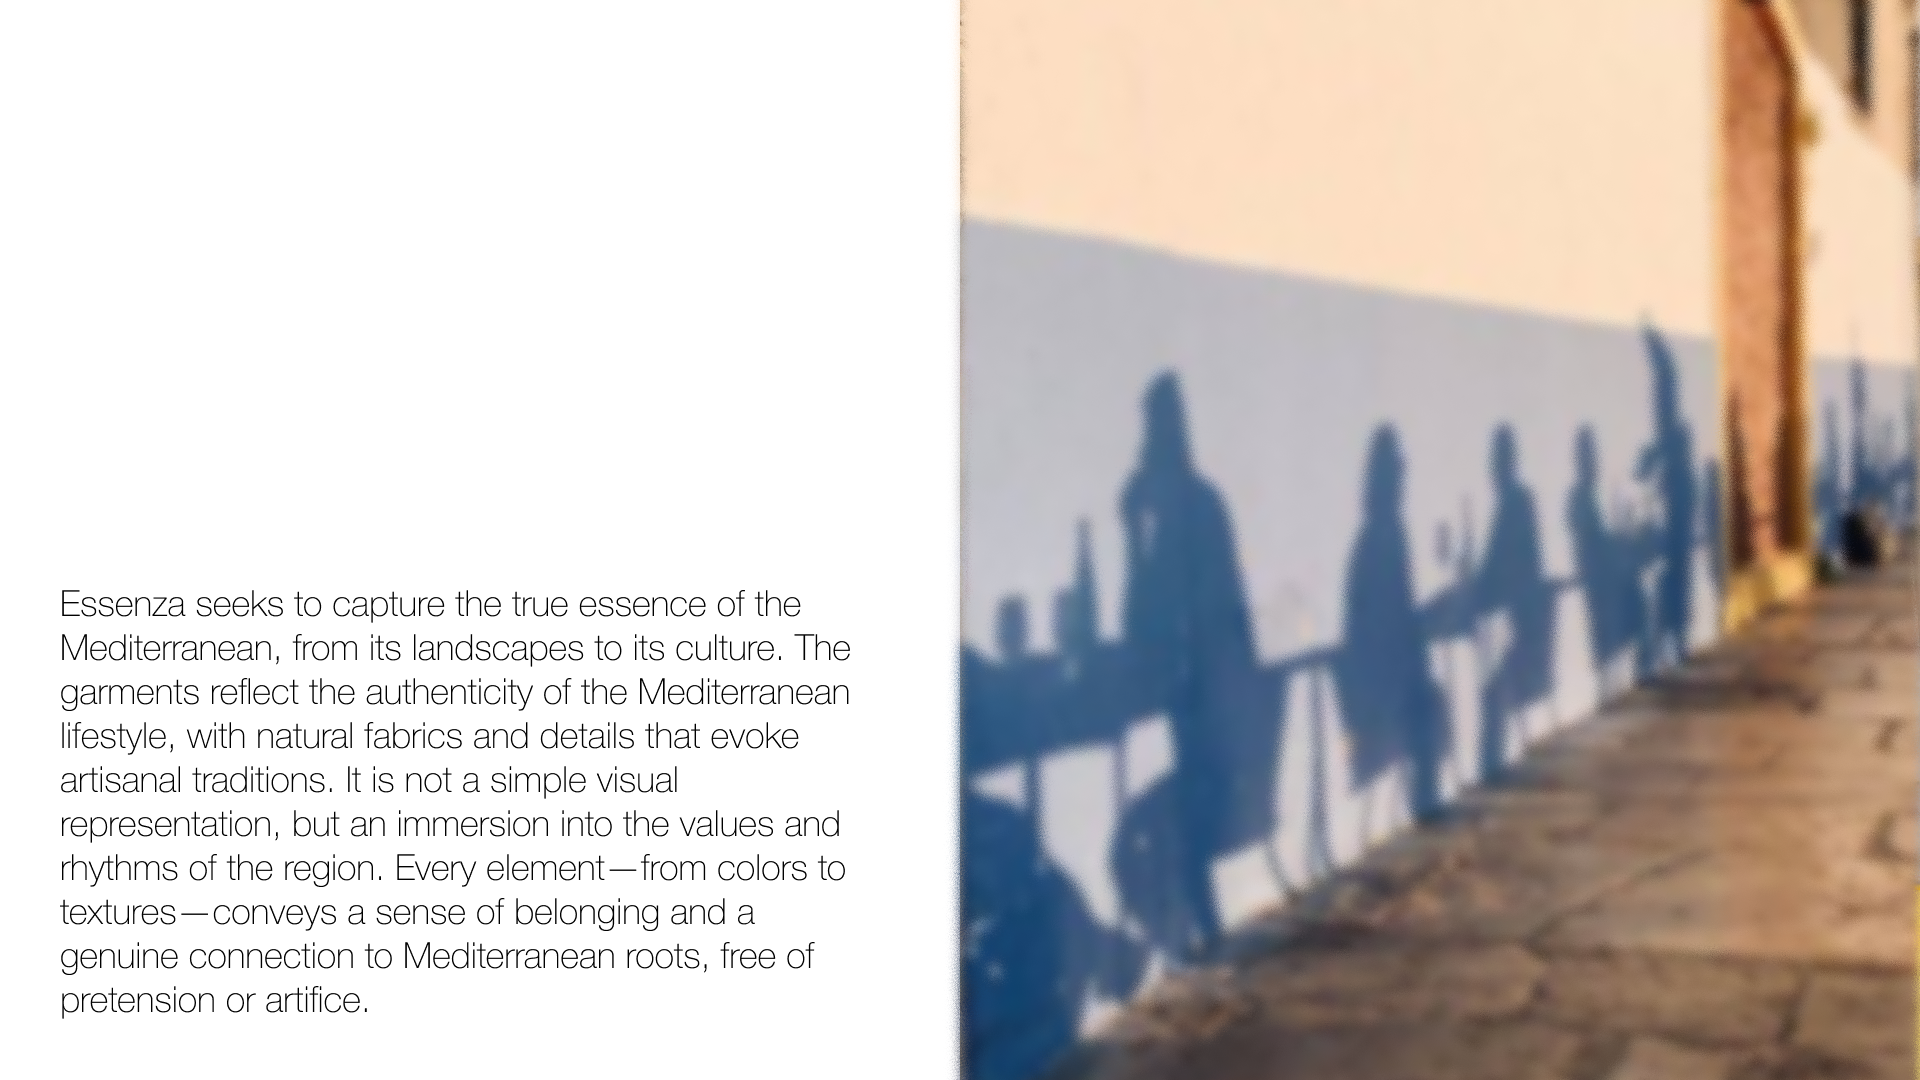 Essenza seeks to capture the true essence of the
Mediterranean, from its landscapes to its culture. The
garments reflect the authenticity of the Mediterranean
lifestyle, with natural fabrics and details that evoke
artisanal traditions. It is not a simple visual
representation, but an immersion into the values and
rhythms of the region. Every element—from colors to
textures—conveys a sense of belonging and a
genuine connection to Mediterranean roots, free of
pretension or artifice.